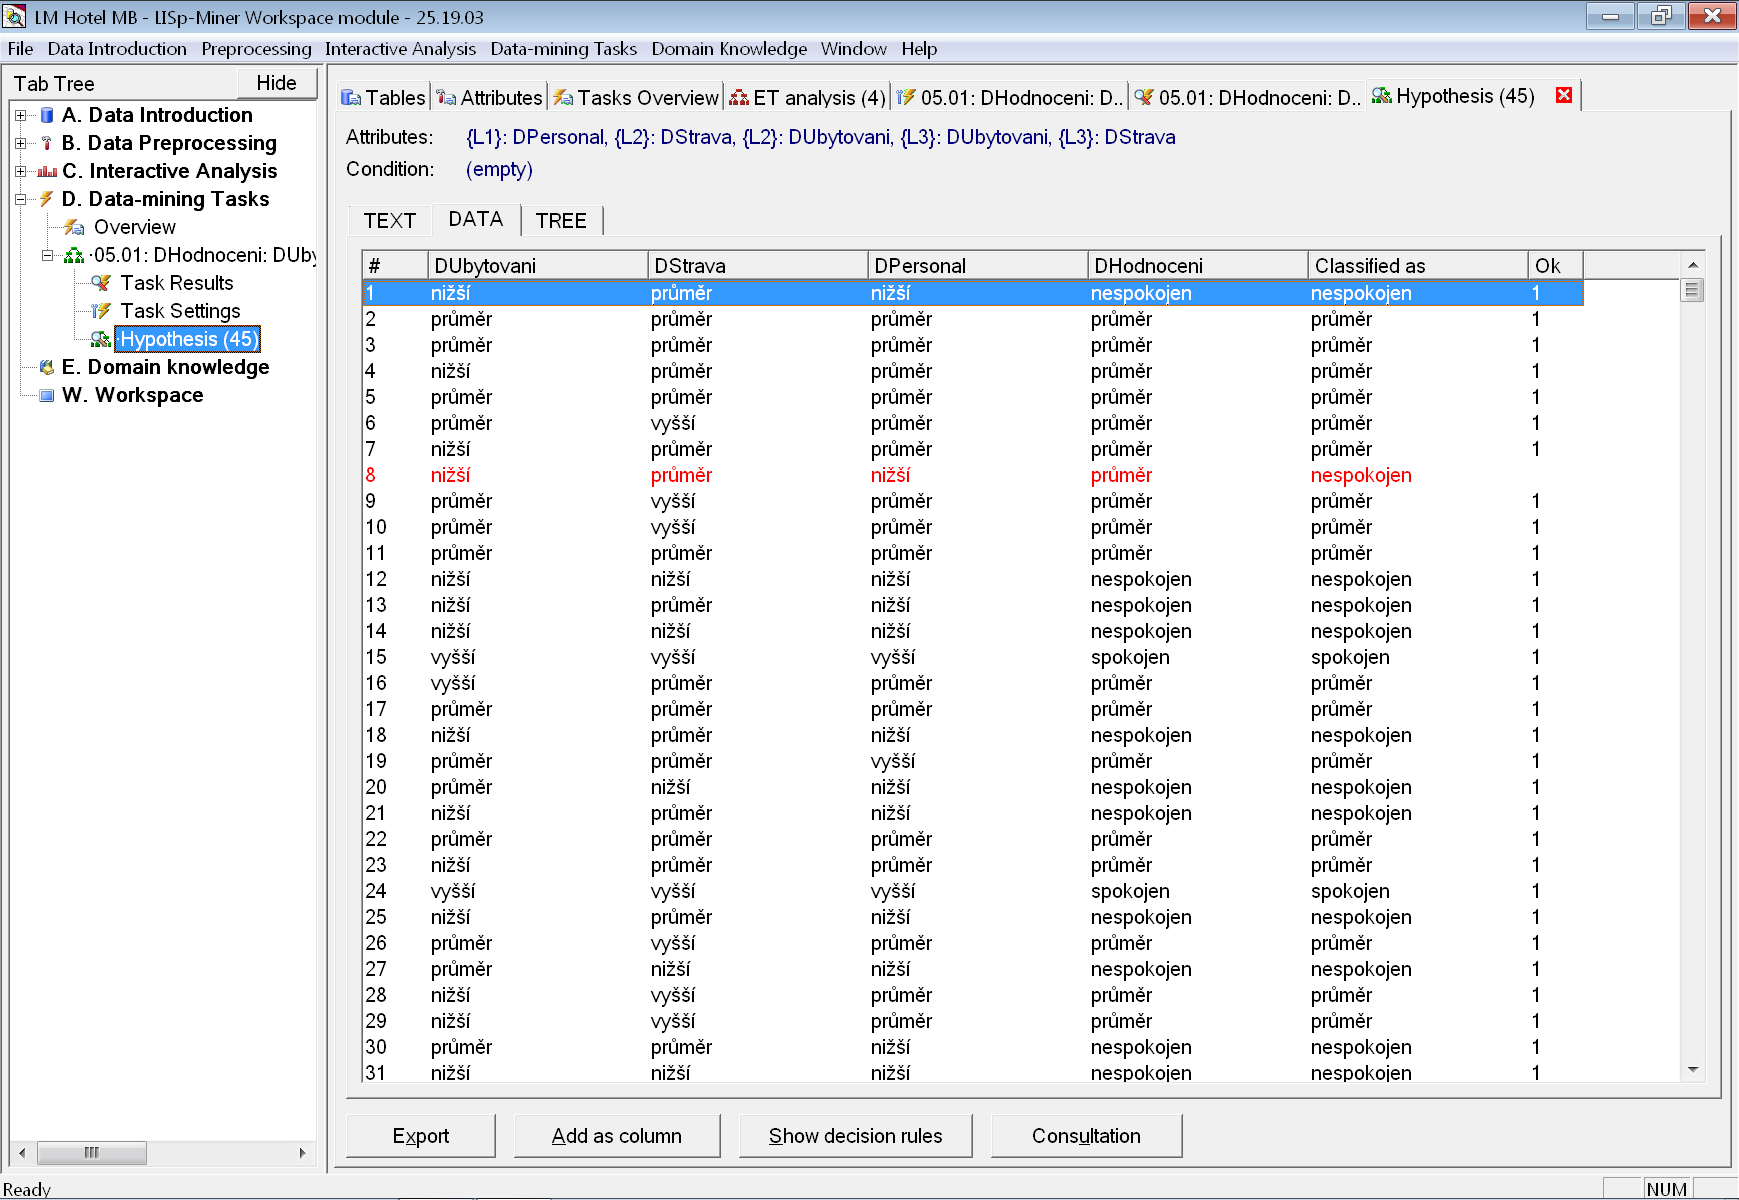 LM Hotel MB - LISp-Miner Workspace module - 25.19.03
File Data Introduction Preprocessing Interactive Analysis Data-mining Tasks Domain Knowledge Window Help
Tab Tree Hide
A. Data Introduction
B. Data Preprocessing
C. Interactive Analysis
D. Data-mining Tasks
Overview
·05.01: DHodnoceni: DUby
Task Results
Task Settings
Hypothesis (45)
E. Domain knowledge
W. Workspace
Tables Attributes Tasks Overview ET analysis (4) 05.01: DHodnoceni: D.. 05.01: DHodnoceni: D.. Hypothesis (45)
Attributes: {L1}: DPersonal, {L2}: DStrava, {L2}: DUbytovani, {L3}: DUbytovani, {L3}: DStrava
Condition: (empty)
TEXT DATA TREE
# DUbytovani DStrava DPersonal DHodnoceni Classified as Ok
1 nižší průměr nižší nespokojen nespokojen 1
2 průměr průměr průměr průměr průměr 1
3 průměr průměr průměr průměr průměr 1
4 nižší průměr průměr průměr průměr 1
5 průměr průměr průměr průměr průměr 1
6 průměr vyšší průměr průměr průměr 1
7 nižší průměr průměr průměr průměr 1
8 nižší průměr nižší průměr nespokojen
9 průměr vyšší průměr průměr průměr 1
10 průměr vyšší průměr průměr průměr 1
11 průměr průměr průměr průměr průměr 1
12 nižší nižší nižší nespokojen nespokojen 1
13 nižší průměr nižší nespokojen nespokojen 1
14 nižší nižší nižší nespokojen nespokojen 1
15 vyšší vyšší vyšší spokojen spokojen 1
16 vyšší průměr průměr průměr průměr 1
17 průměr průměr průměr průměr průměr 1
18 nižší průměr nižší nespokojen nespokojen 1
19 průměr průměr vyšší průměr průměr 1
20 průměr nižší nižší nespokojen nespokojen 1
21 nižší průměr nižší nespokojen nespokojen 1
22 průměr průměr průměr průměr průměr 1
23 nižší průměr průměr průměr průměr 1
24 vyšší vyšší vyšší spokojen spokojen 1
25 nižší průměr nižší nespokojen nespokojen 1
26 průměr vyšší průměr průměr průměr 1
27 průměr nižší nižší nespokojen nespokojen 1
28 nižší vyšší průměr průměr průměr 1
29 nižší vyšší průměr průměr průměr 1
30 průměr průměr nižší nespokojen nespokojen 1
31 nižší nižší nižší nespokojen nespokojen 1
Export Add as column Show decision rules Consultation
Ready NUM